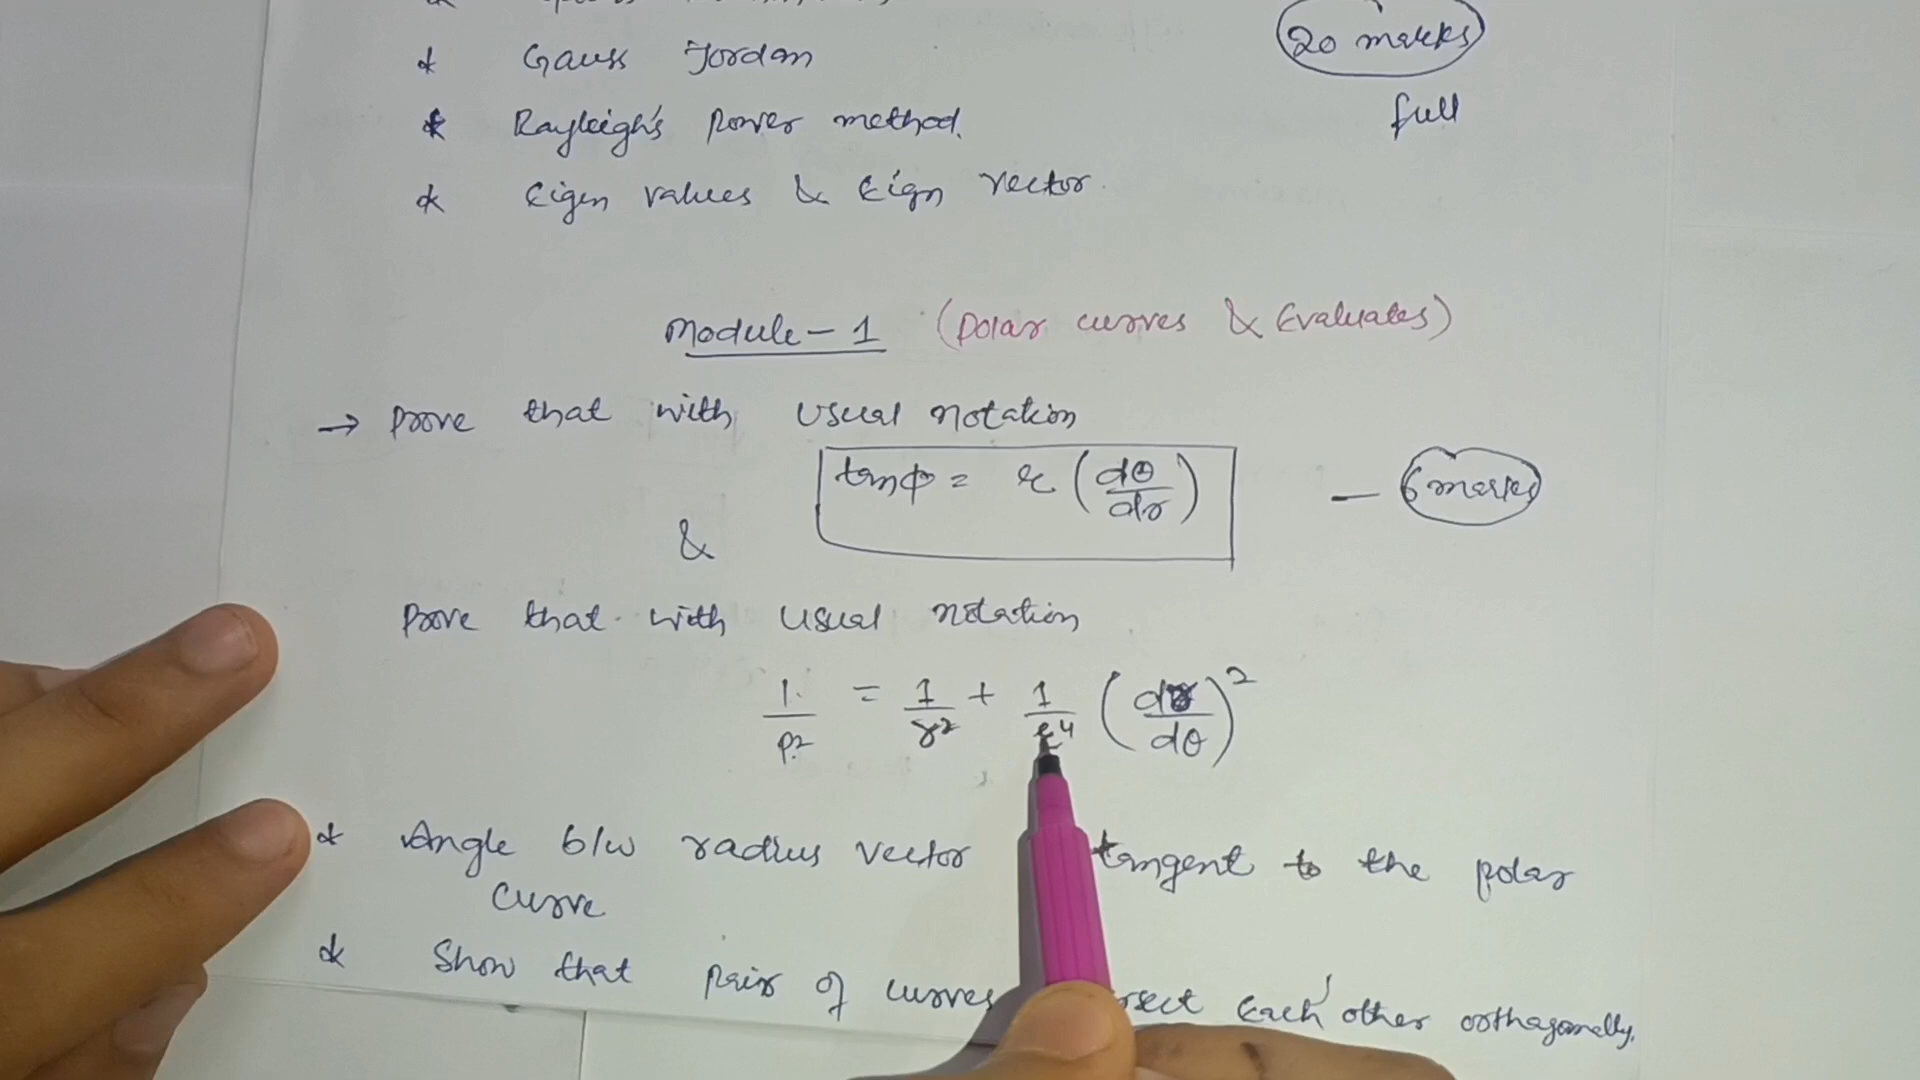 * Gauss Jordan
20 marks
* Rayleigh's Power method.
full
* Eigen values & Eign vector.
Module-1 (Polar curves & Evaluates)
→ Prove that with usual notation
tanφ = r (dθ/dr) — 6 marks
&
Prove that with usual notation
1/p² = 1/r² + 1/r⁴ (dr/dθ)²
* Angle b/w radius vector tangent to the polar
curve
* Show that pair of curves each other orthagonally.